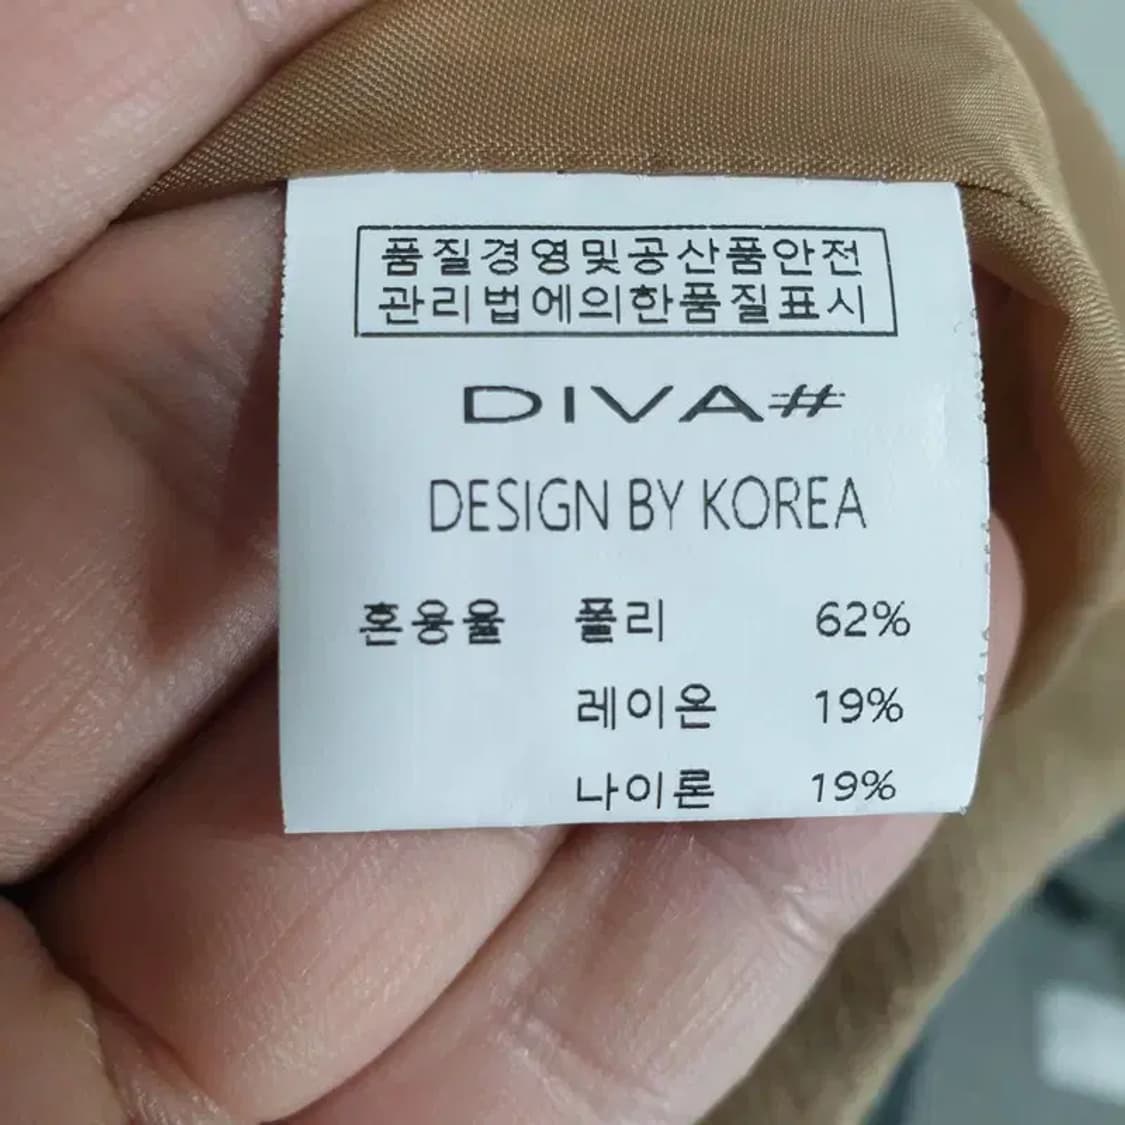 품질경영및공산품안전
관리법에의한품질표시
DIVA#
DESIGN BY KOREA
혼용율 폴리 62%
레이온 19%
나이론 19%